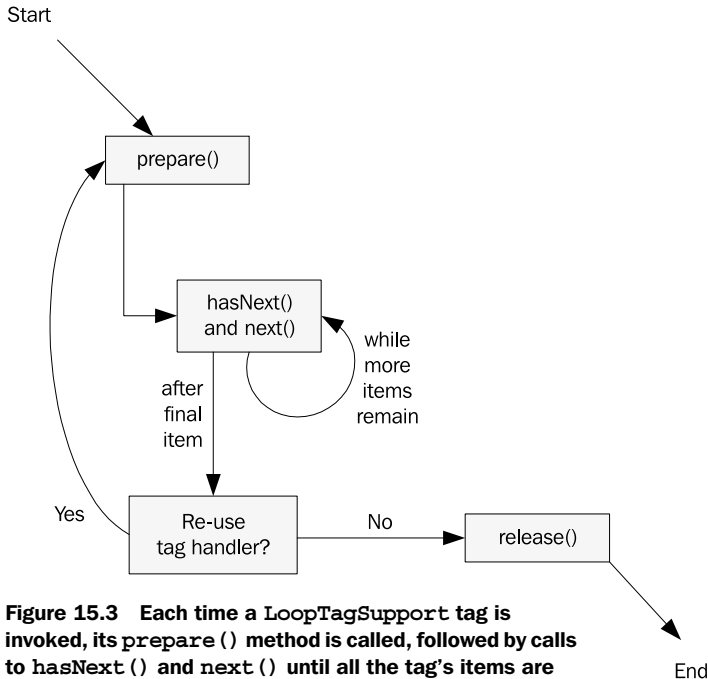 Start
prepare()
hasNext()
and next()
while
more
items
remain
after
final
item
Yes
Re-use
tag handler?
No
release()
Figure 15.3 Each time a LoopTagSupport tag is
invoked, its prepare() method is called, followed by calls
to hasNext() and next() until all the tag's items are
End